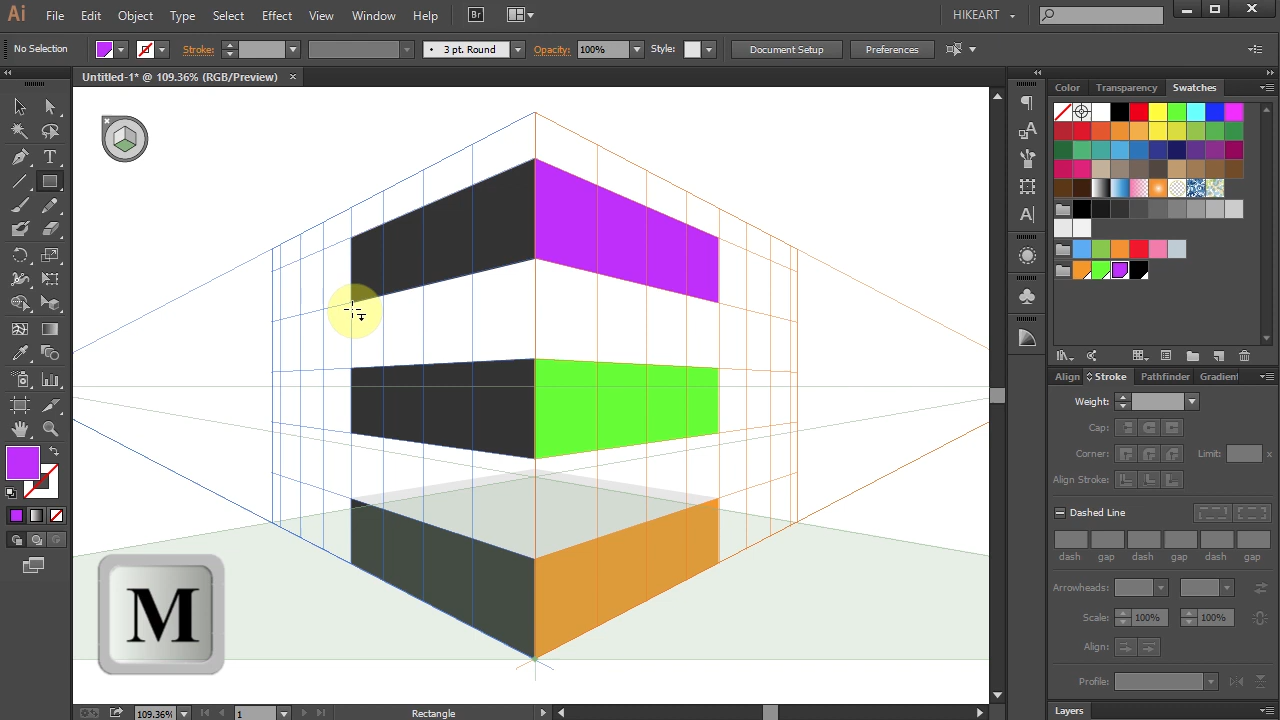 Ai File Edit Object Type Select Effect View Window Help Br HIKEART
No Selection Stroke: 3 pt. Round Opacity: 100% Style: Document Setup Preferences
Untitled-1* @ 109.36% (RGB/Preview)
Color Transparency Swatches
Align Stroke Pathfinder Gradient
Weight:
Cap:
Corner: Limit: x
Align Stroke:
Dashed Line
dash gap dash gap dash gap
Arrowheads:
Scale: 100% 100%
Align:
Profile:
Layers
M
109.36% 1 Rectangle